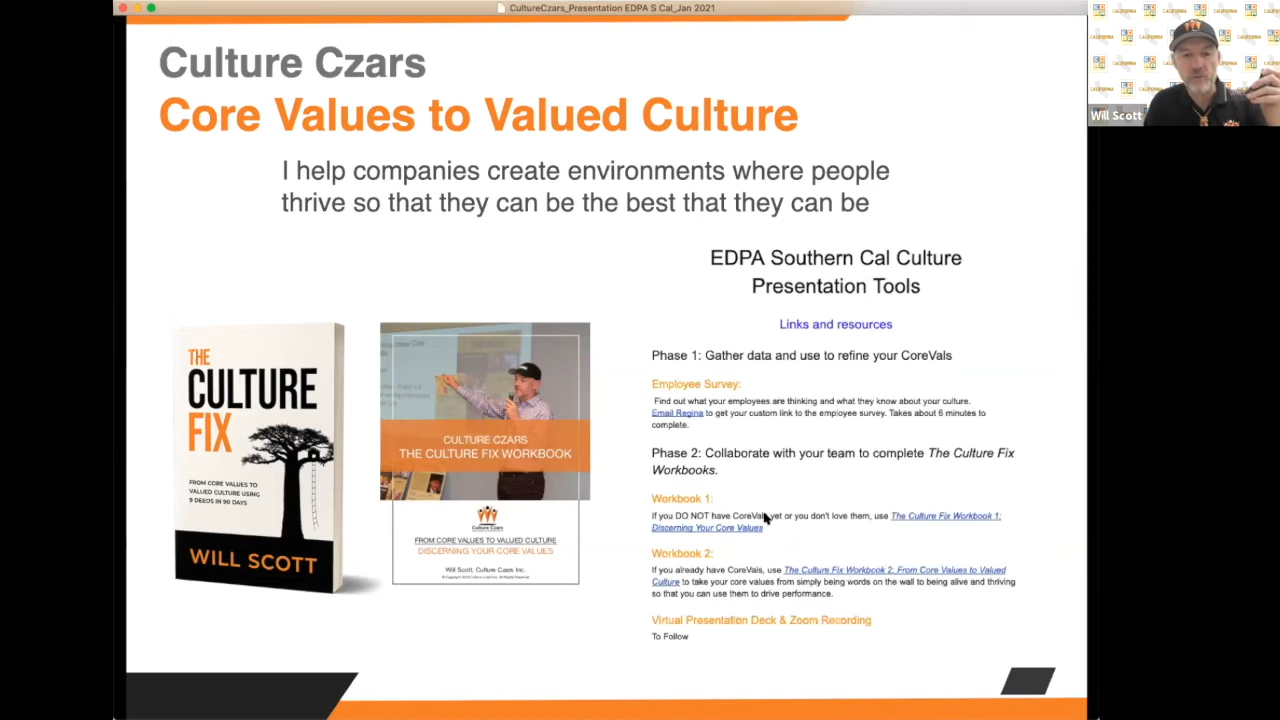 CultureCzars_Presentation EDPA S Cal_Jan 2021
Culture Czars
Core Values to Valued Culture
I help companies create environments where people
thrive so that they can be the best that they can be
THE
CULTURE
FIX
FROM CORE VALUES TO
VALUED CULTURE USING
9 DEEDS IN 90 DAYS
WILL SCOTT
CULTURE CZARS
THE CULTURE FIX WORKBOOK
Culture Czars
FROM CORE VALUES TO VALUED CULTURE
DISCERNING YOUR CORE VALUES
Will Scott, Culture Czars Inc.
EDPA Southern Cal Culture
Presentation Tools
Links and resources
Phase 1: Gather data and use to refine your CoreVals
Employee Survey:
Find out what your employees are thinking and what they know about your culture.
Email Regina to get your custom link to the employee survey. Takes about 6 minutes to
complete.
Phase 2: Collaborate with your team to complete The Culture Fix
Workbooks.
Workbook 1:
If you DO NOT have CoreVals yet or you don't love them, use The Culture Fix Workbook 1:
Discerning Your Core Values
Workbook 2:
If you already have CoreVals, use The Culture Fix Workbook 2: From Core Values to Valued
Culture to take your core values from simply being words on the wall to being alive and thriving
so that you can use them to drive performance.
Virtual Presentation Deck & Zoom Recording
To Follow
Will Scott